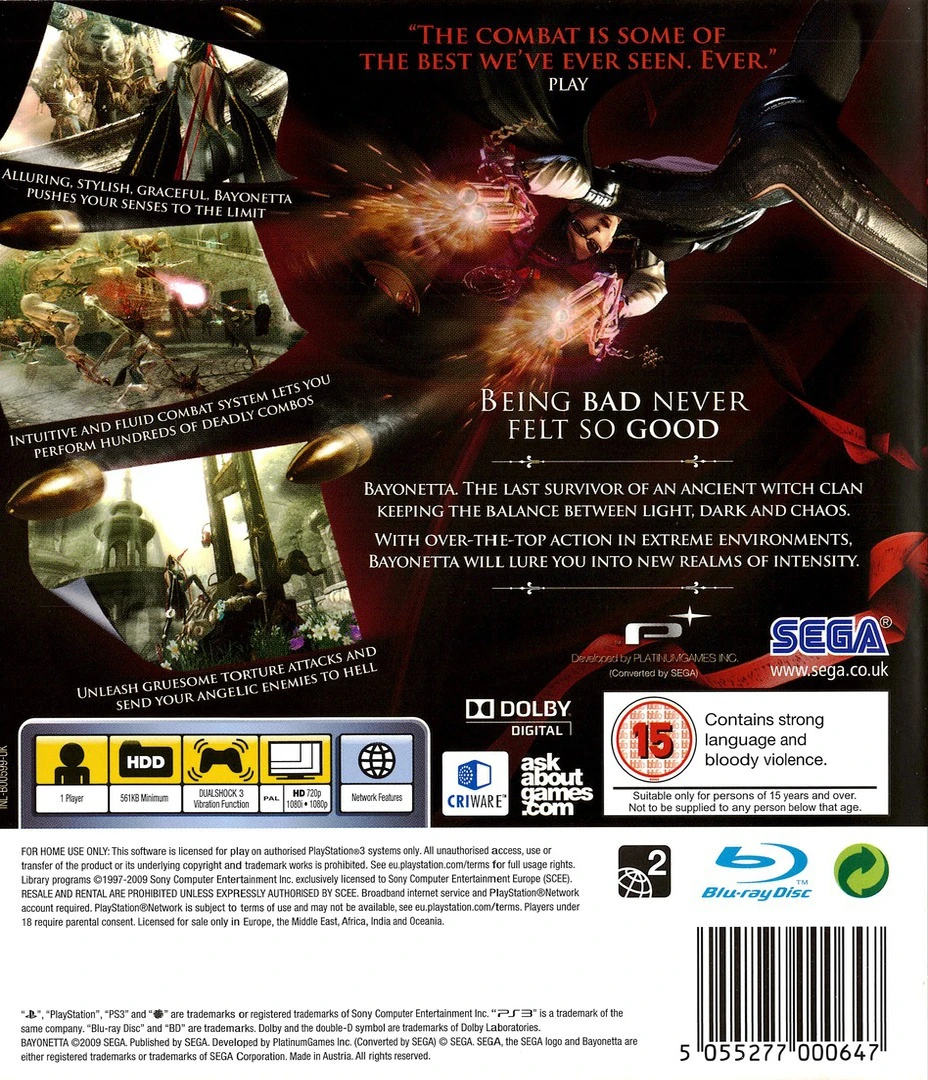 “THE COMBAT IS SOME OF
THE BEST WE’VE EVER SEEN. EVER.”
PLAY
ALLURING, STYLISH, GRACEFUL, BAYONETTA
PUSHES YOUR SENSES TO THE LIMIT
INTUITIVE AND FLUID COMBAT SYSTEM LETS YOU
PERFORM HUNDREDS OF DEADLY COMBOS
BEING BAD NEVER
FELT SO GOOD
BAYONETTA. THE LAST SURVIVOR OF AN ANCIENT WITCH CLAN
KEEPING THE BALANCE BETWEEN LIGHT, DARK AND CHAOS.
WITH OVER-THE-TOP ACTION IN EXTREME ENVIRONMENTS,
BAYONETTA WILL LURE YOU INTO NEW REALMS OF INTENSITY.
UNLEASH GRUESOME TORTURE ATTACKS AND
SEND YOUR ANGELIC ENEMIES TO HELL
P
Developed by PLATINUMGAMES INC.
(Converted by SEGA)
SEGA®
www.sega.co.uk
DOLBY
DIGITAL
CRIWARE™
ask
about
games
.com
15
Contains strong
language and
bloody violence.
Suitable only for persons of 15 years and over.
Not to be supplied to any person below that age.
INL-B00599-UK
HDD
1 Player
561KB Minimum
DUALSHOCK 3
Vibration Function
PAL
HD 720p
1080i • 1080p
Network Features
FOR HOME USE ONLY: This software is licensed for play on authorised PlayStation®3 systems only. All unauthorised access, use or
transfer of the product or its underlying copyright and trademark works is prohibited. See eu.playstation.com/terms for full usage rights.
Library programs ©1997-2009 Sony Computer Entertainment Inc. exclusively licensed to Sony Computer Entertainment Europe (SCEE).
RESALE AND RENTAL ARE PROHIBITED UNLESS EXPRESSLY AUTHORISED BY SCEE. Broadband internet service and PlayStation®Network
account required. PlayStation®Network is subject to terms of use and may not be available, see eu.playstation.com/terms. Players under
18 require parental consent. Licensed for sale only in Europe, the Middle East, Africa, India and Oceania.
2
Blu-ray Disc™
“”, “PlayStation”, “PS3” and “” are trademarks or registered trademarks of Sony Computer Entertainment Inc. “PS3” is a trademark of the
same company. “Blu-ray Disc” and “BD” are trademarks. Dolby and the double-D symbol are trademarks of Dolby Laboratories.
BAYONETTA ©2009 SEGA. Published by SEGA. Developed by PlatinumGames Inc. (Converted by SEGA) © SEGA. SEGA, the SEGA logo and Bayonetta are
either registered trademarks or trademarks of SEGA Corporation. Made in Austria. All rights reserved.
5 055277 000647